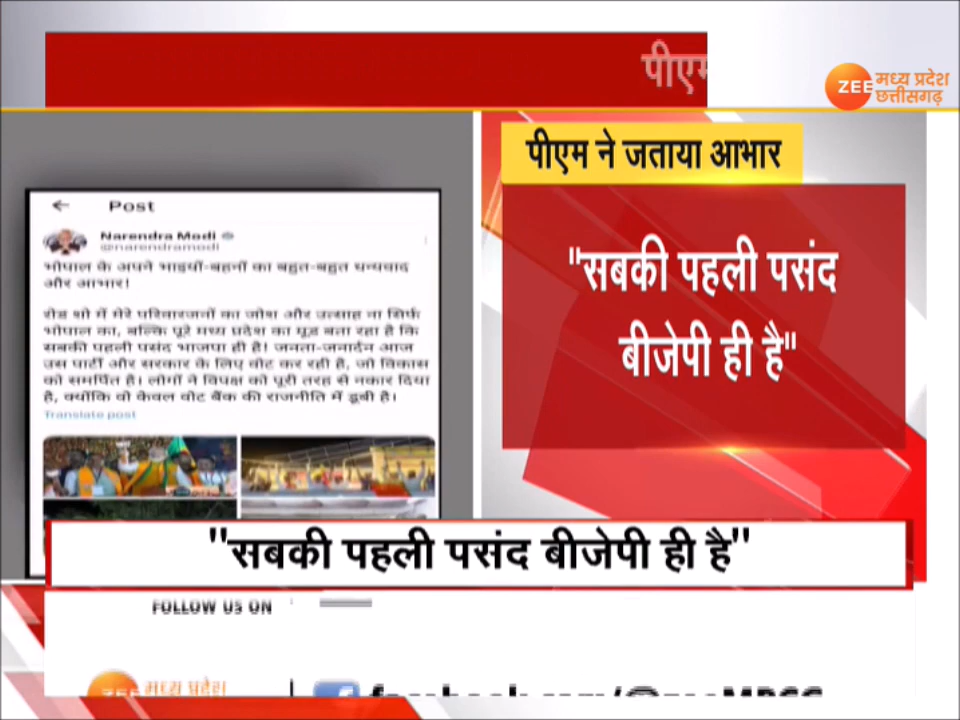 पीएम
ZEE मध्य प्रदेश
छत्तीसगढ़
पीएम ने जताया आभार
"सबकी पहली पसंद
बीजेपी ही है"
← Post
Narendra Modi
@narendramodi
भोपाल के अपने भाइयों-बहनों का बहुत-बहुत धन्यवाद
और आभार!
रोड शो में मेरे परिवारजनों का जोश और उत्साह ना सिर्फ
भोपाल का, बल्कि पूरे मध्य प्रदेश का मूड बता रहा है कि
सबकी पहली पसंद भाजपा ही है। जनता-जनार्दन आज
उस पार्टी और सरकार के लिए वोट कर रही है, जो विकास
को समर्पित है। लोगों ने विपक्ष को पूरी तरह से नकार दिया
है, क्योंकि वो केवल वोट बैंक की राजनीति में डूबी है।
Translate post
"सबकी पहली पसंद बीजेपी ही है"
FOLLOW US ON
ZEE मध्य प्रदेश